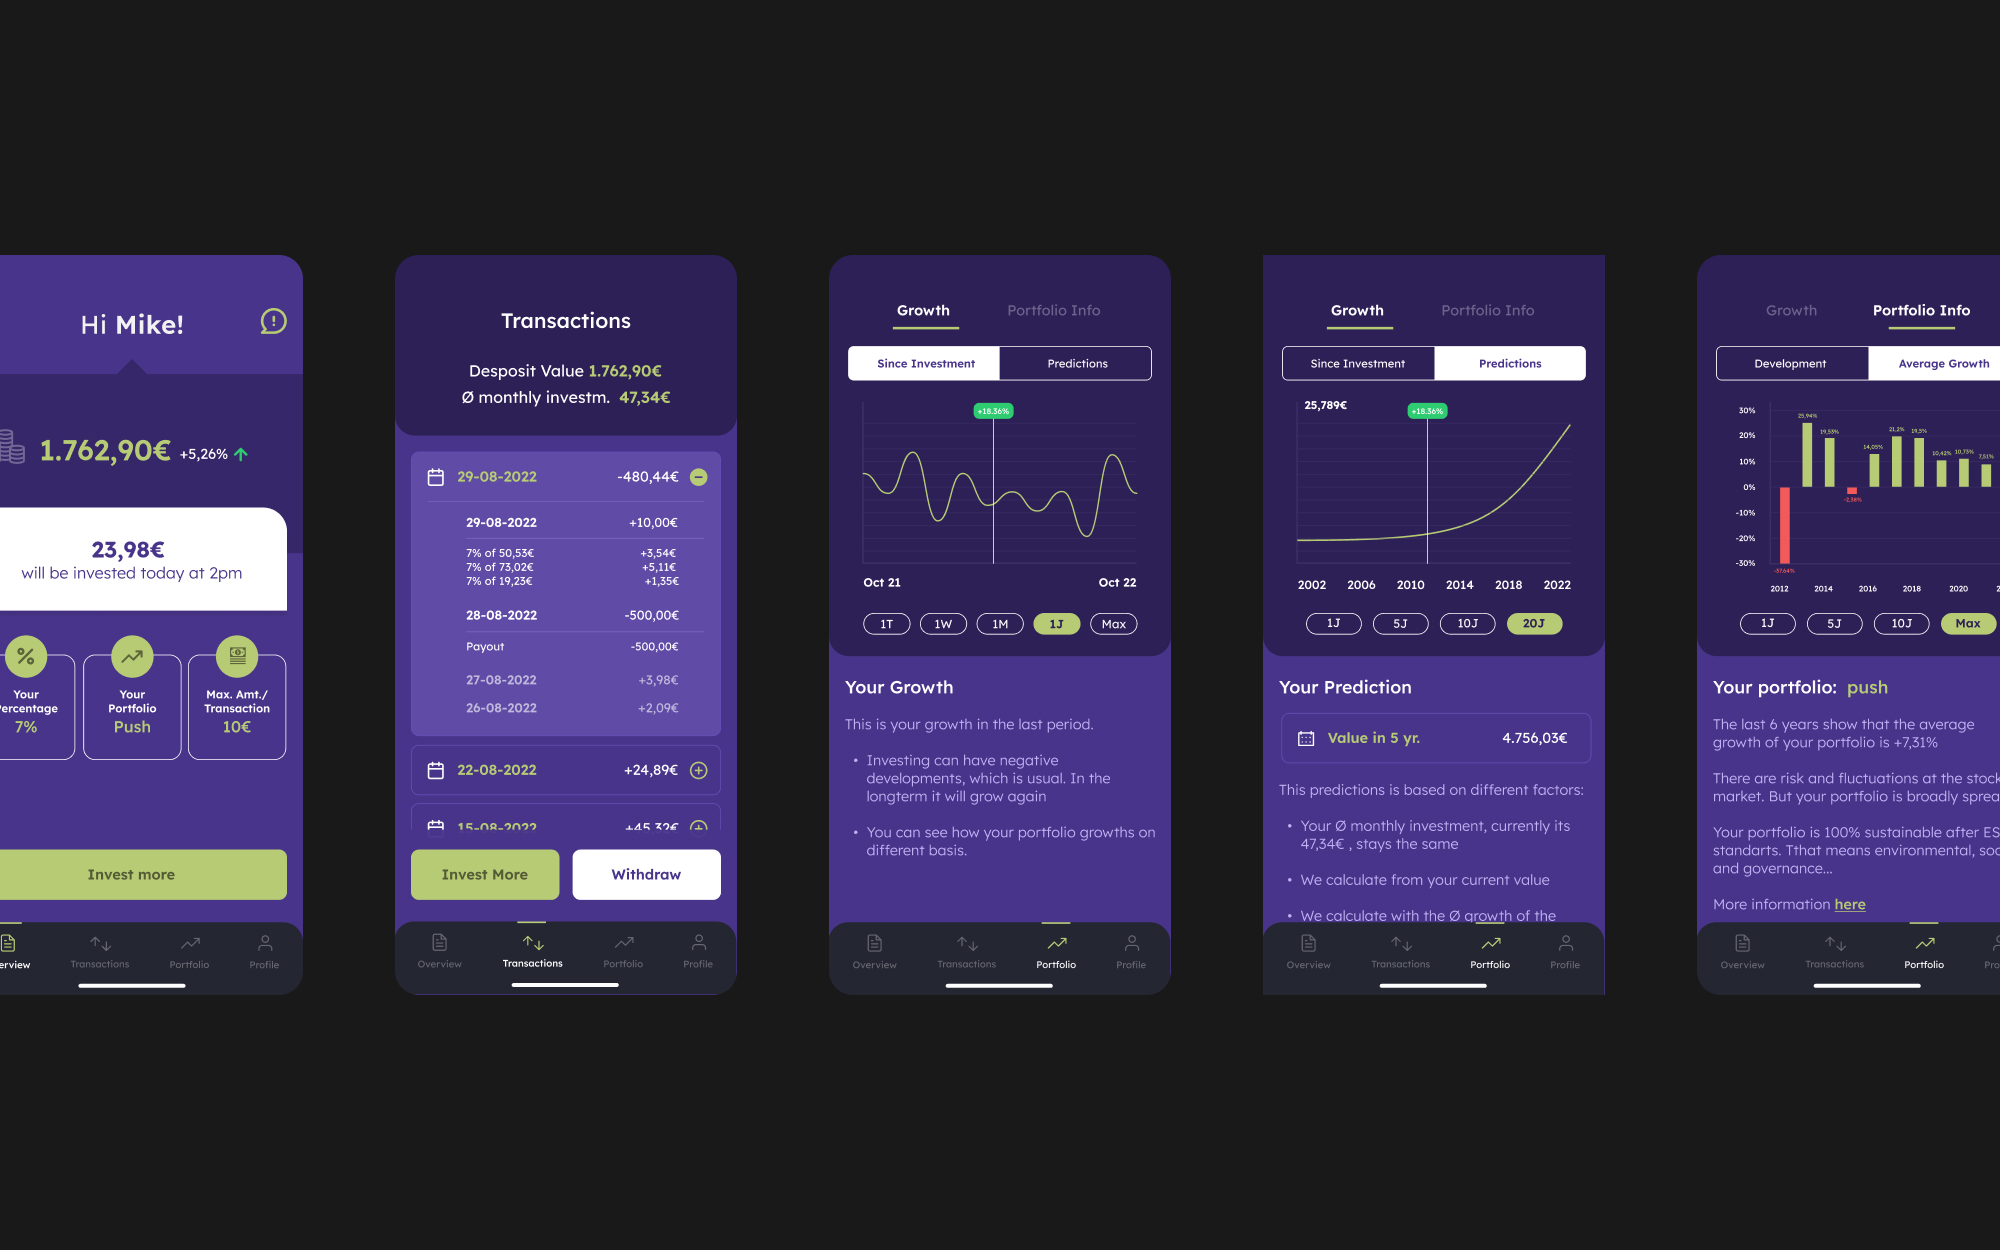 Hi Mike!
1.762,90€ +5,26%
23,98€
will be invested today at 2pm
%
Your
Percentage
7%
Your
Portfolio
Push
Max. Amt./
Transaction
10€
Invest more
Overview
Transactions
Portfolio
Profile
Transactions
Desposit Value 1.762,90€
Ø monthly investm. 47,34€
29-08-2022 -480,44€
29-08-2022 +10,00€
7% of 50,53€ +3,54€
7% of 73,02€ +5,11€
7% of 19,23€ +1,35€
28-08-2022 -500,00€
Payout -500,00€
27-08-2022 +3,98€
26-08-2022 +2,09€
22-08-2022 +24,89€
15-08-2022 +45,32€
Invest More
Withdraw
Overview
Transactions
Portfolio
Profile
Growth
Portfolio Info
Since Investment
Predictions
+18.36%
Oct 21
Oct 22
1T
1W
1M
1J
Max
Your Growth
This is your growth in the last period.
• Investing can have negative
developments, which is usual. In the
longterm it will grow again
• You can see how your portfolio growths on
different basis.
Overview
Transactions
Portfolio
Profile
Growth
Portfolio Info
Since Investment
Predictions
25,789€
+18.36%
2002 2006 2010 2014 2018 2022
1J
5J
10J
20J
Your Prediction
Value in 5 yr. 4.756,03€
This predictions is based on different factors:
• Your Ø monthly investment, currently its
47,34€ , stays the same
• We calculate from your current value
• We calculate with the Ø growth of the
Overview
Transactions
Portfolio
Profile
Growth
Portfolio Info
Development
Average Growth
30%
20%
10%
0%
-10%
-20%
-30%
-37,64%
25,94%
19,53%
-2,38%
14,05%
21,2%
19,5%
10,42%
10,73%
7,51%
2012 2014 2016 2018 2020 2
1J
5J
10J
Max
Your portfolio: push
The last 6 years show that the average
growth of your portfolio is +7,31%
There are risk and fluctuations at the stock
market. But your portfolio is broadly sprea
Your portfolio is 100% sustainable after ES
standarts. Tthat means environmental, soc
and governance...
More information here
Overview
Transactions
Portfolio
Pro